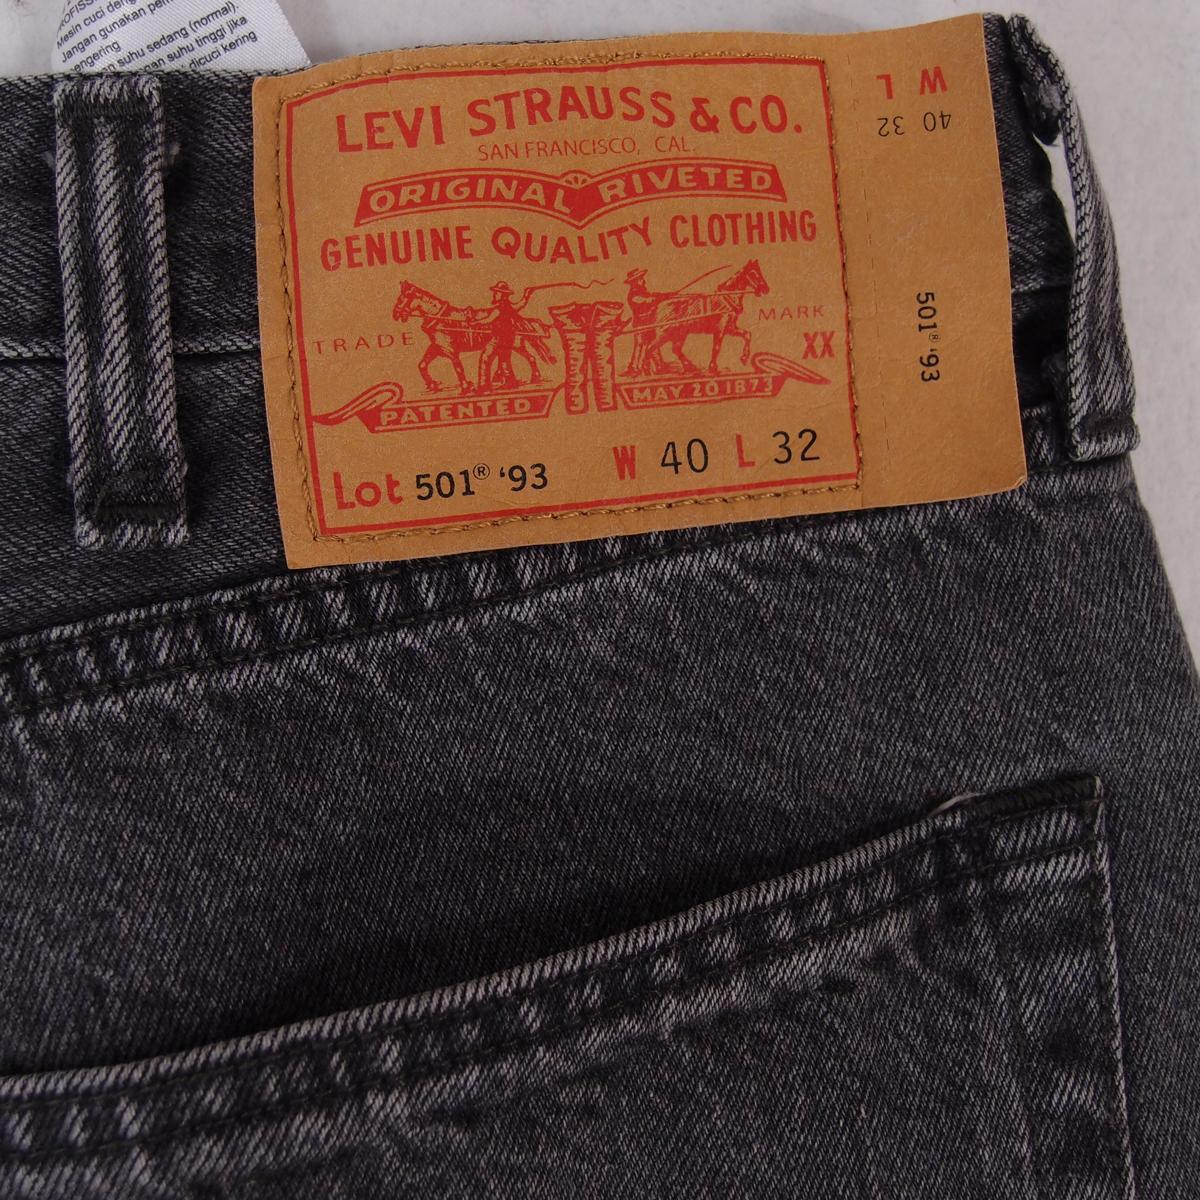 Mesin cuci deng
suhu sedang (normal).
Jangan gunakan pem
suhu tinggi jika
dicuci kering
LEVI STRAUSS & CO.
SAN FRANCISCO, CAL.
ORIGINAL RIVETED
GENUINE QUALITY CLOTHING
TRADE MARK
XX
PATENTED MAY 20 1873
Lot 501® ‘93 W 40 L 32
W L
40 32
501® ‘93